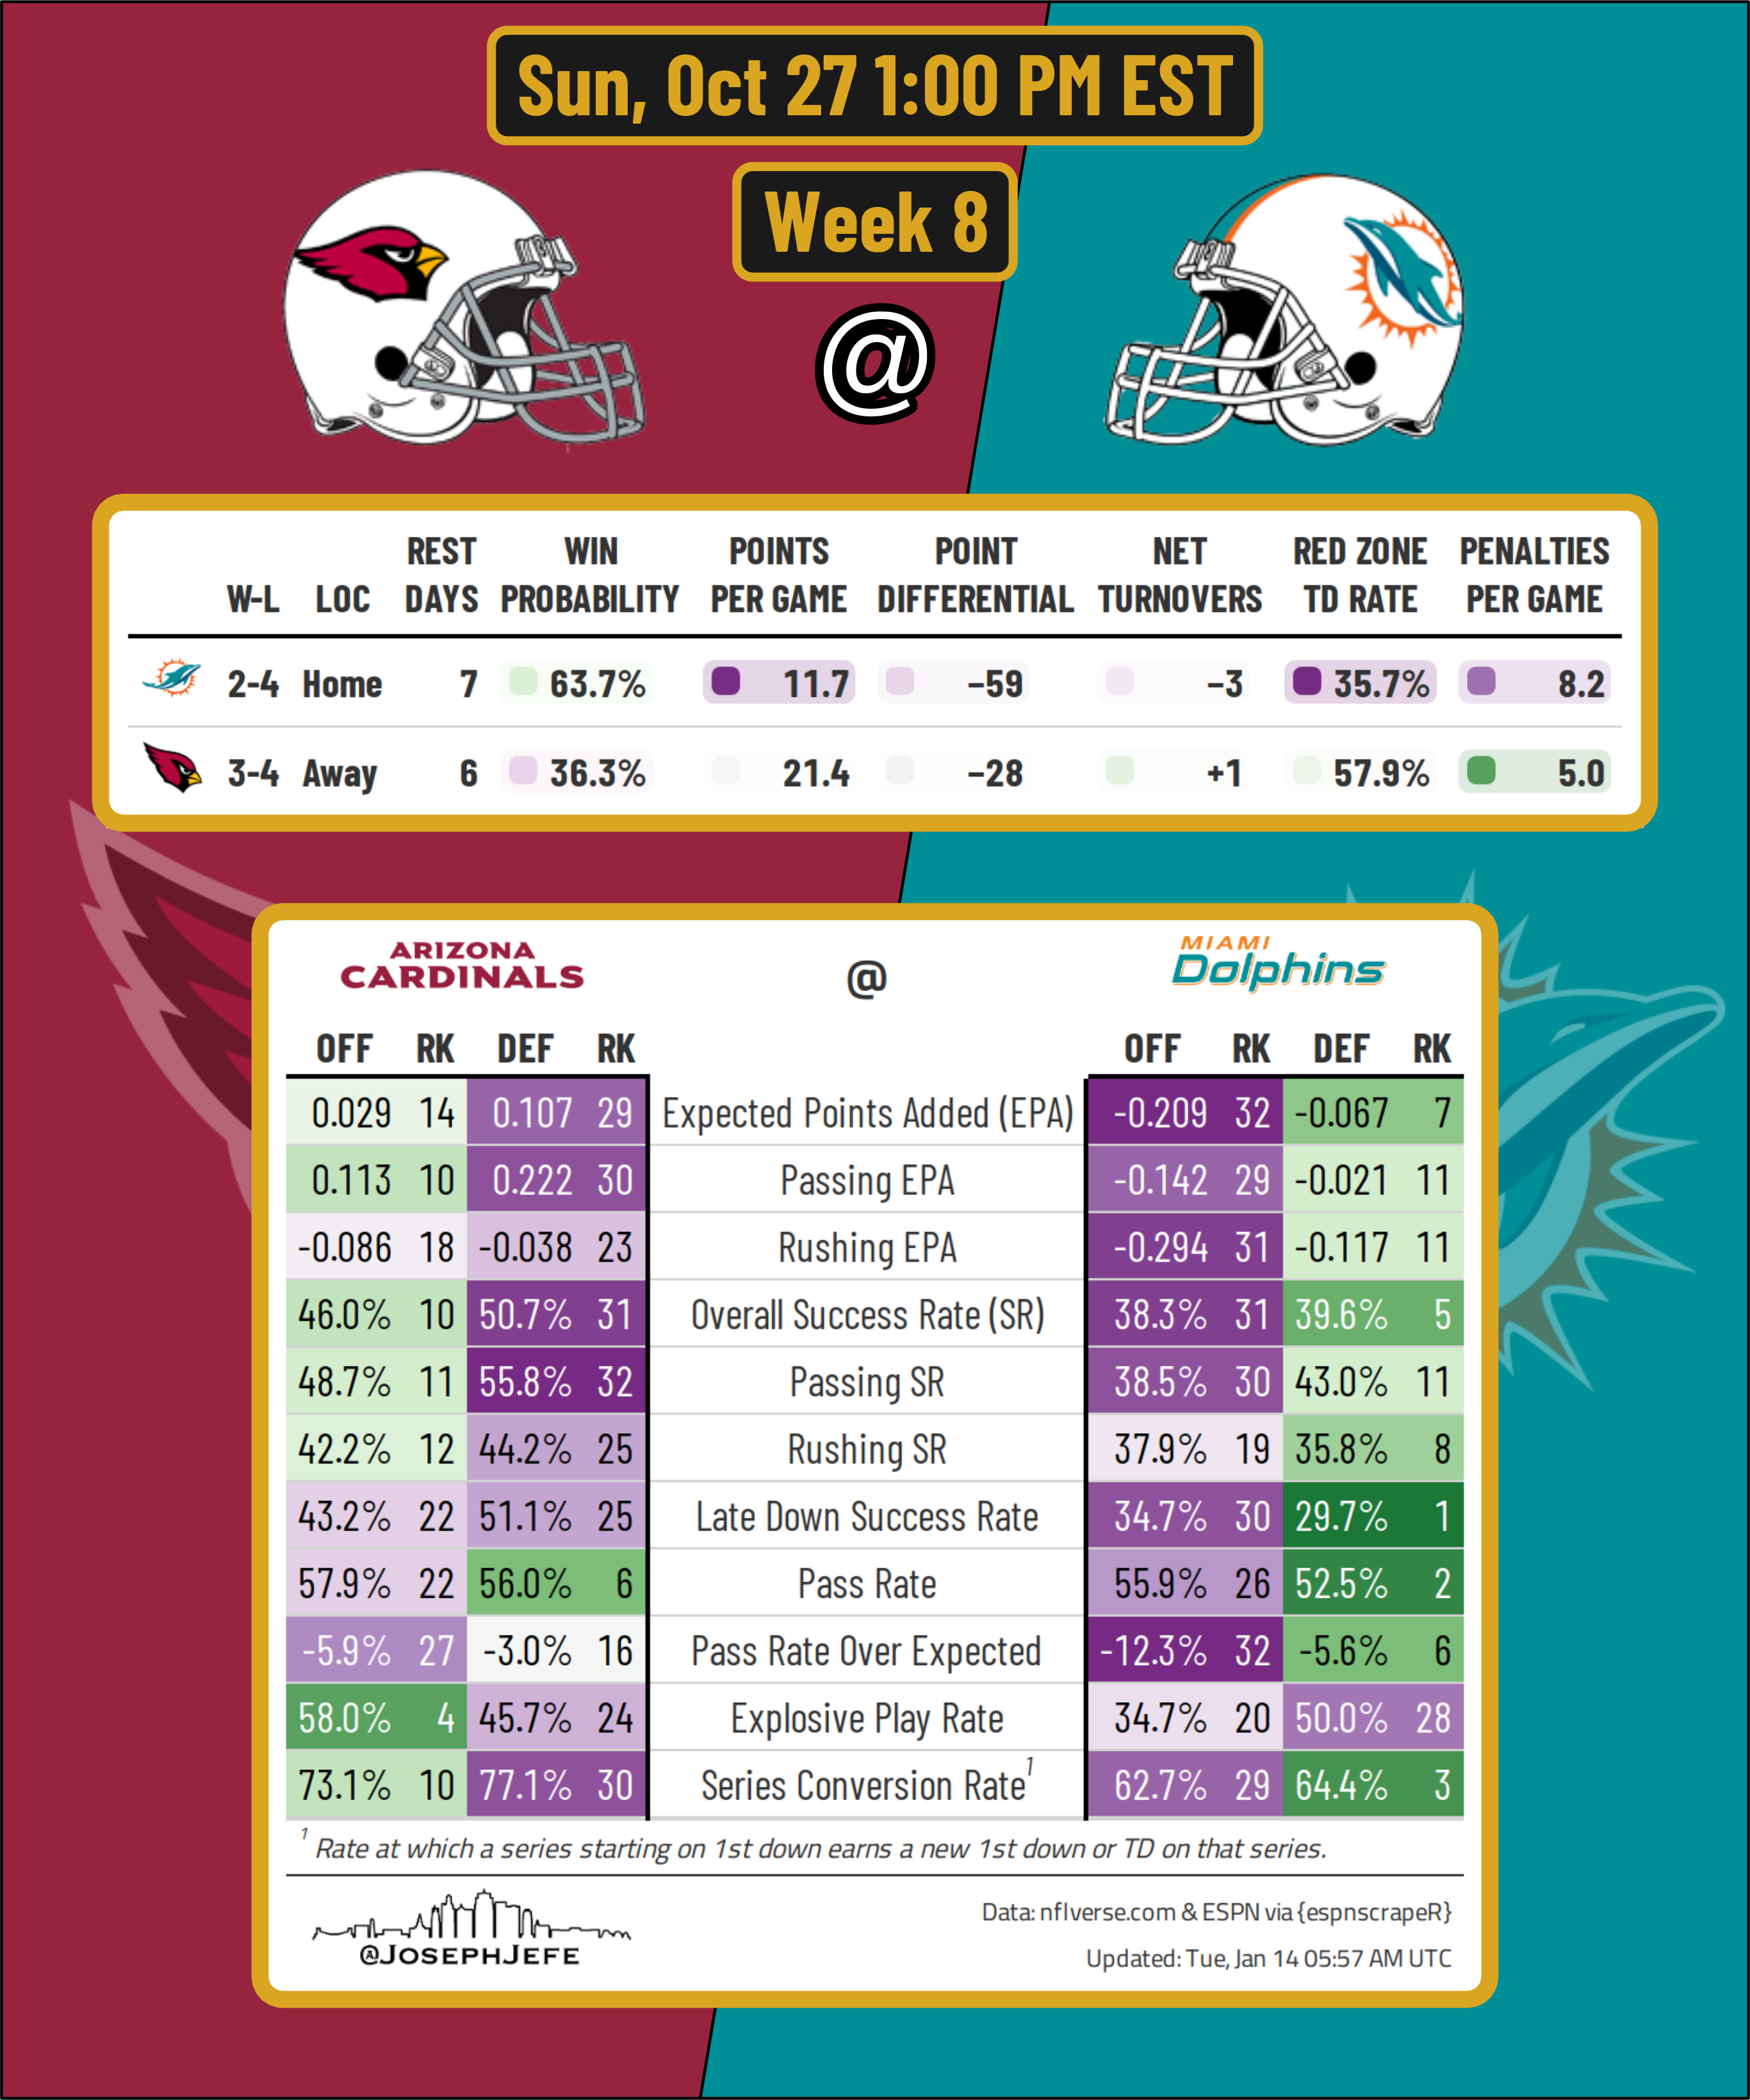 Sun, Oct 27 1:00 PM EST
Week 8
@
REST WIN POINTS POINT NET RED ZONE PENALTIES
W-L LOC DAYS PROBABILITY PER GAME DIFFERENTIAL TURNOVERS TD RATE PER GAME
2-4 Home 7 63.7% 11.7 −59 −3 35.7% 8.2
3-4 Away 6 36.3% 21.4 −28 +1 57.9% 5.0
ARIZONA CARDINALS @ MIAMI Dolphins
OFF RK DEF RK OFF RK DEF RK
0.029 14 0.107 29 Expected Points Added (EPA) -0.209 32 -0.067 7
0.113 10 0.222 30 Passing EPA -0.142 29 -0.021 11
-0.086 18 -0.038 23 Rushing EPA -0.294 31 -0.117 11
46.0% 10 50.7% 31 Overall Success Rate (SR) 38.3% 31 39.6% 5
48.7% 11 55.8% 32 Passing SR 38.5% 30 43.0% 11
42.2% 12 44.2% 25 Rushing SR 37.9% 19 35.8% 8
43.2% 22 51.1% 25 Late Down Success Rate 34.7% 30 29.7% 1
57.9% 22 56.0% 6 Pass Rate 55.9% 26 52.5% 2
-5.9% 27 -3.0% 16 Pass Rate Over Expected -12.3% 32 -5.6% 6
58.0% 4 45.7% 24 Explosive Play Rate 34.7% 20 50.0% 28
73.1% 10 77.1% 30 Series Conversion Rate¹ 62.7% 29 64.4% 3
¹ Rate at which a series starting on 1st down earns a new 1st down or TD on that series.
@JOSEPHJEFE
Data: nflverse.com & ESPN via {espnscrapeR}
Updated: Tue, Jan 14 05:57 AM UTC